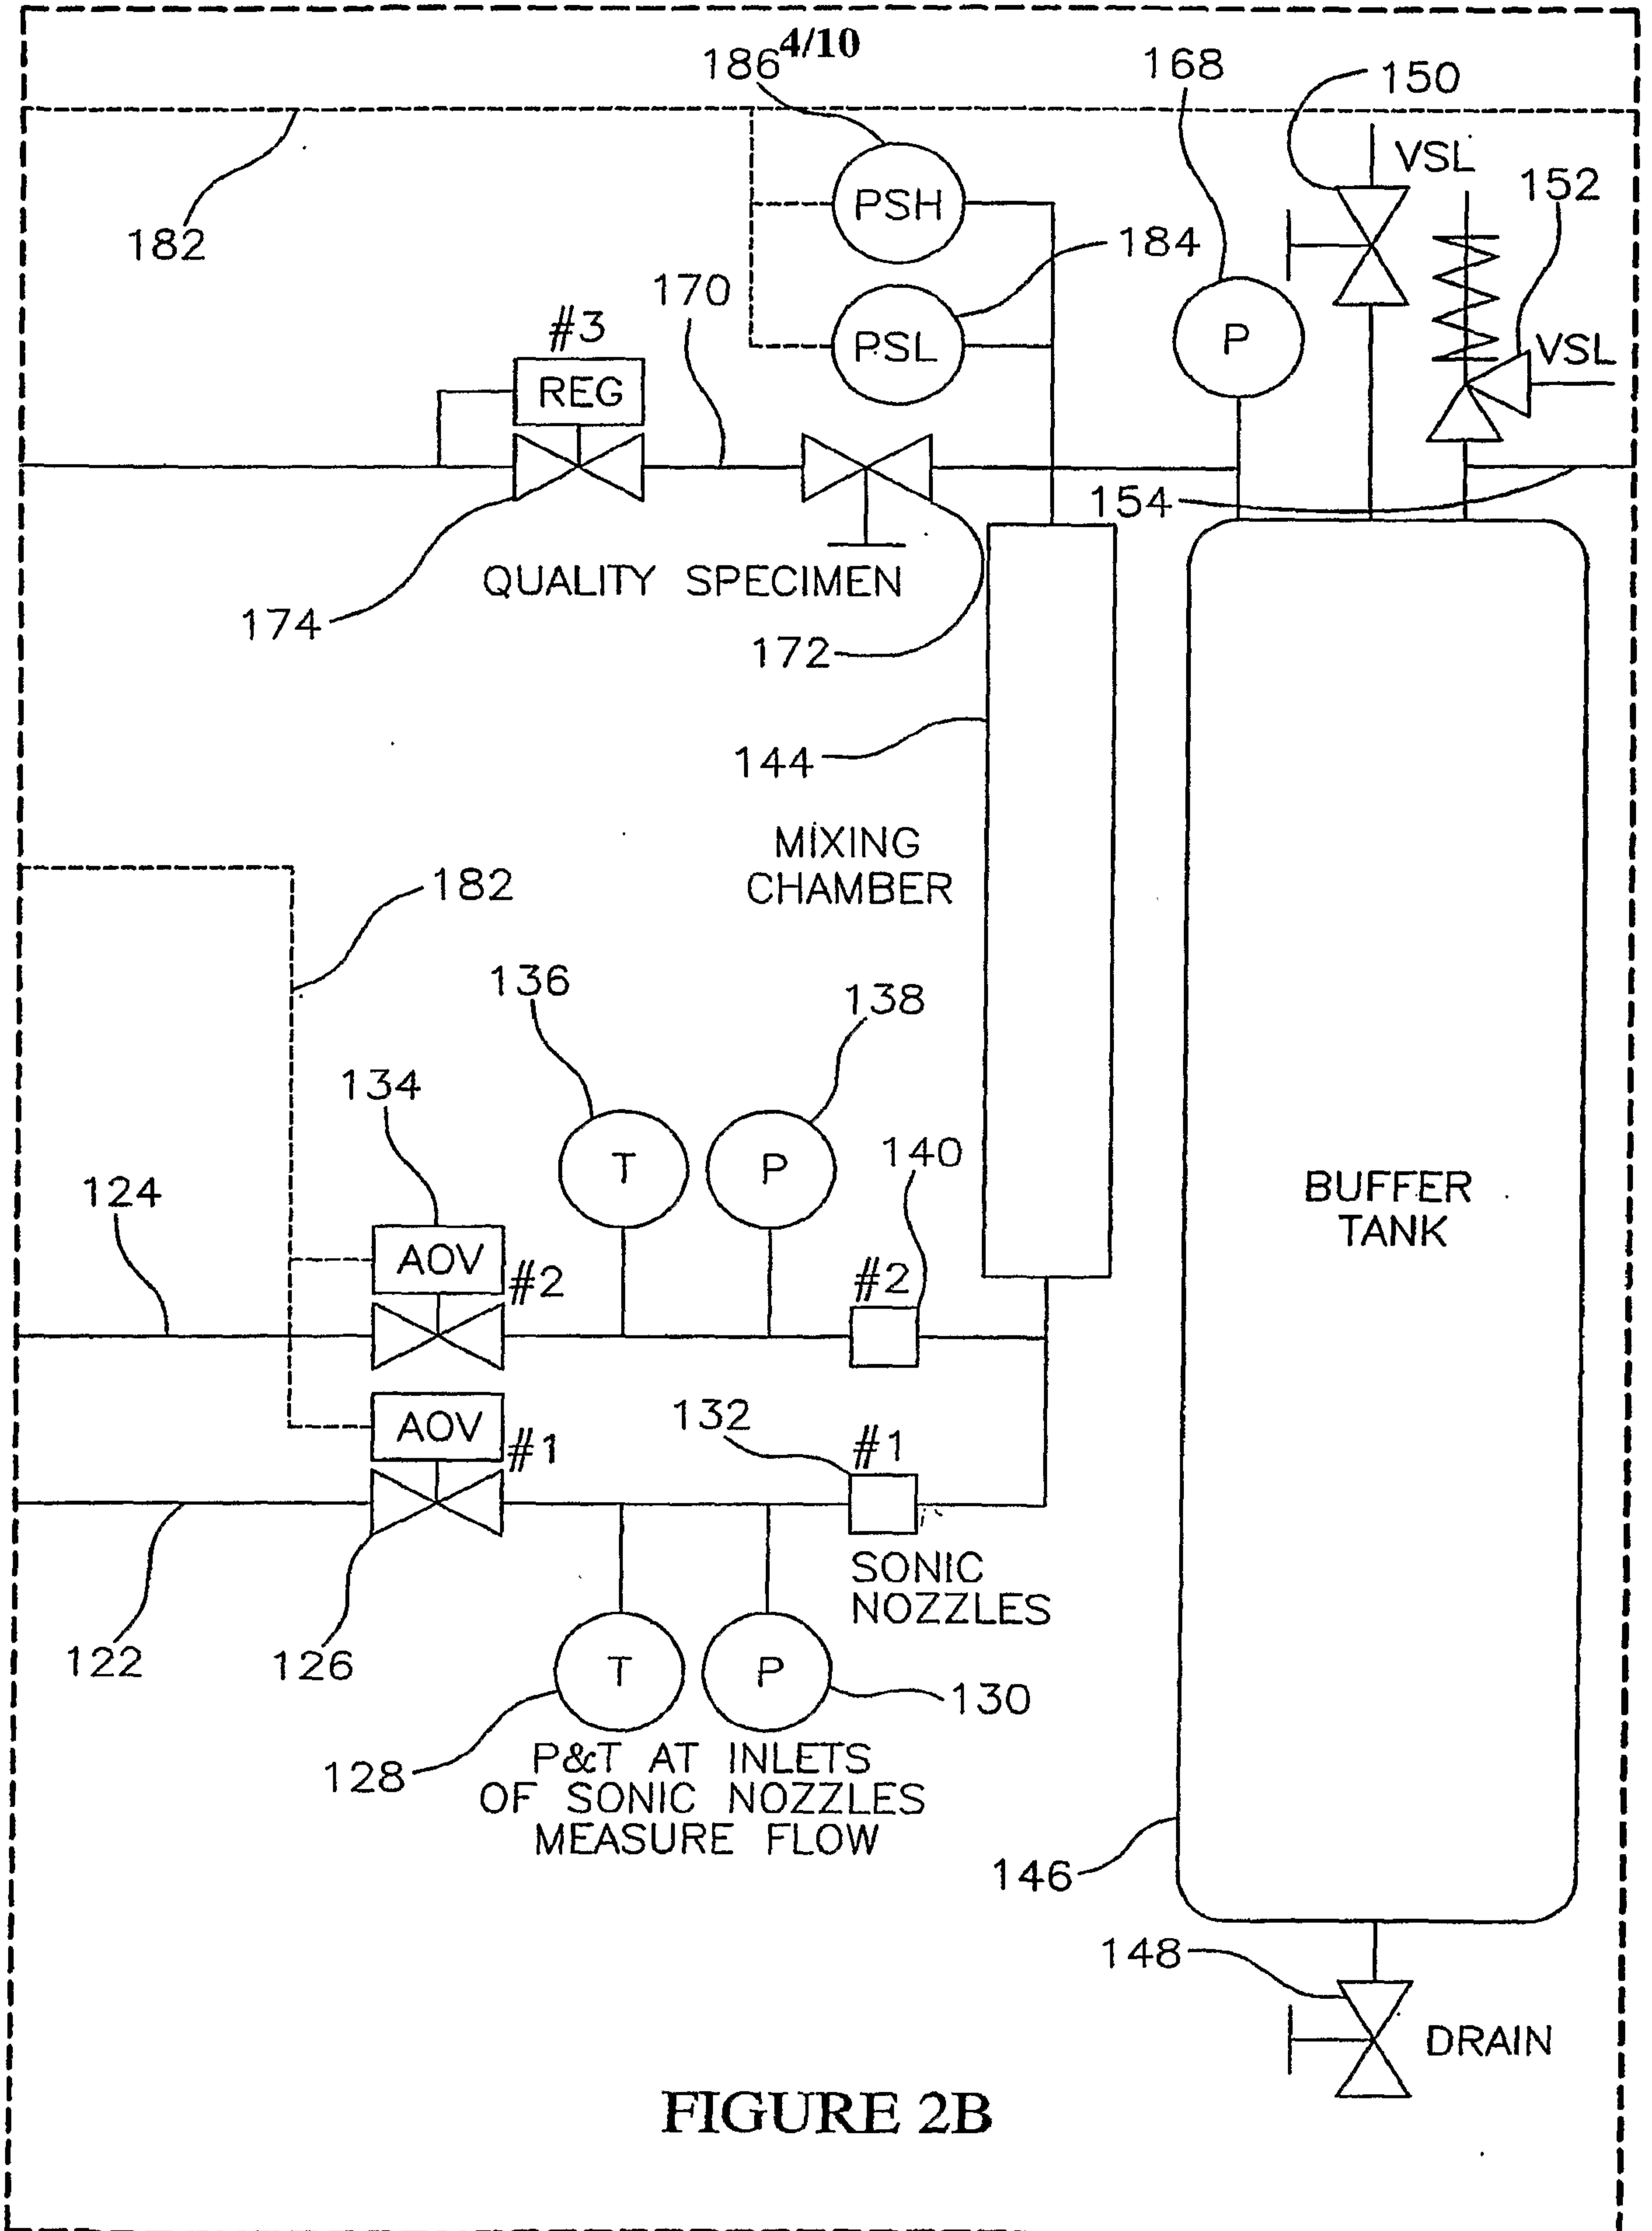 4/10
186
168
150
VSL
152
PSH
182
184
170
#3
PSL
P
VSL
REG
154
QUALITY SPECIMEN
174
172
144
MIXING
CHAMBER
182
136
138
134
140
T
P
124
BUFFER
TANK
AOV
#2
#2
132
#1
AOV
#1
SONIC
NOZZLES
122
126
T
P
130
128
P&T AT INLETS
OF SONIC NOZZLES
MEASURE FLOW
146
148
DRAIN
FIGURE 2B